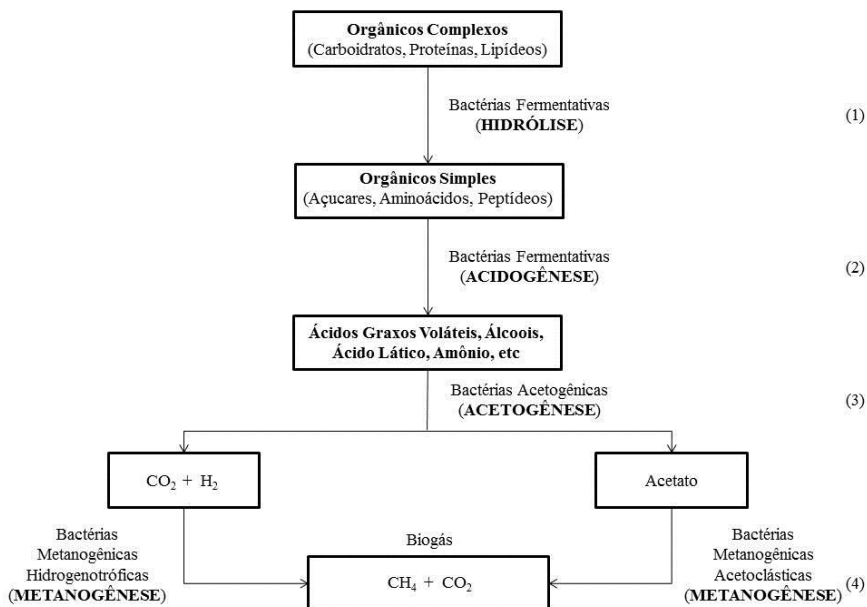 Orgânicos Complexos
(Carboidratos, Proteínas, Lipídeos)
Bactérias Fermentativas
(HIDRÓLISE)
(1)
Orgânicos Simples
(Açucares, Aminoácidos, Peptídeos)
Bactérias Fermentativas
(ACIDOGÊNESE)
(2)
Ácidos Graxos Voláteis, Álcoois,
Ácido Lático, Amônio, etc
Bactérias Acetogênicas
(ACETOGÊNESE)
(3)
CO₂ + H₂
Acetato
Bactérias
Metanogênicas
Hidrogenotróficas
(METANOGÊNESE)
Biogás
CH₄ + CO₂
Bactérias
Metanogênicas
Acetoclásticas
(METANOGÊNESE)
(4)